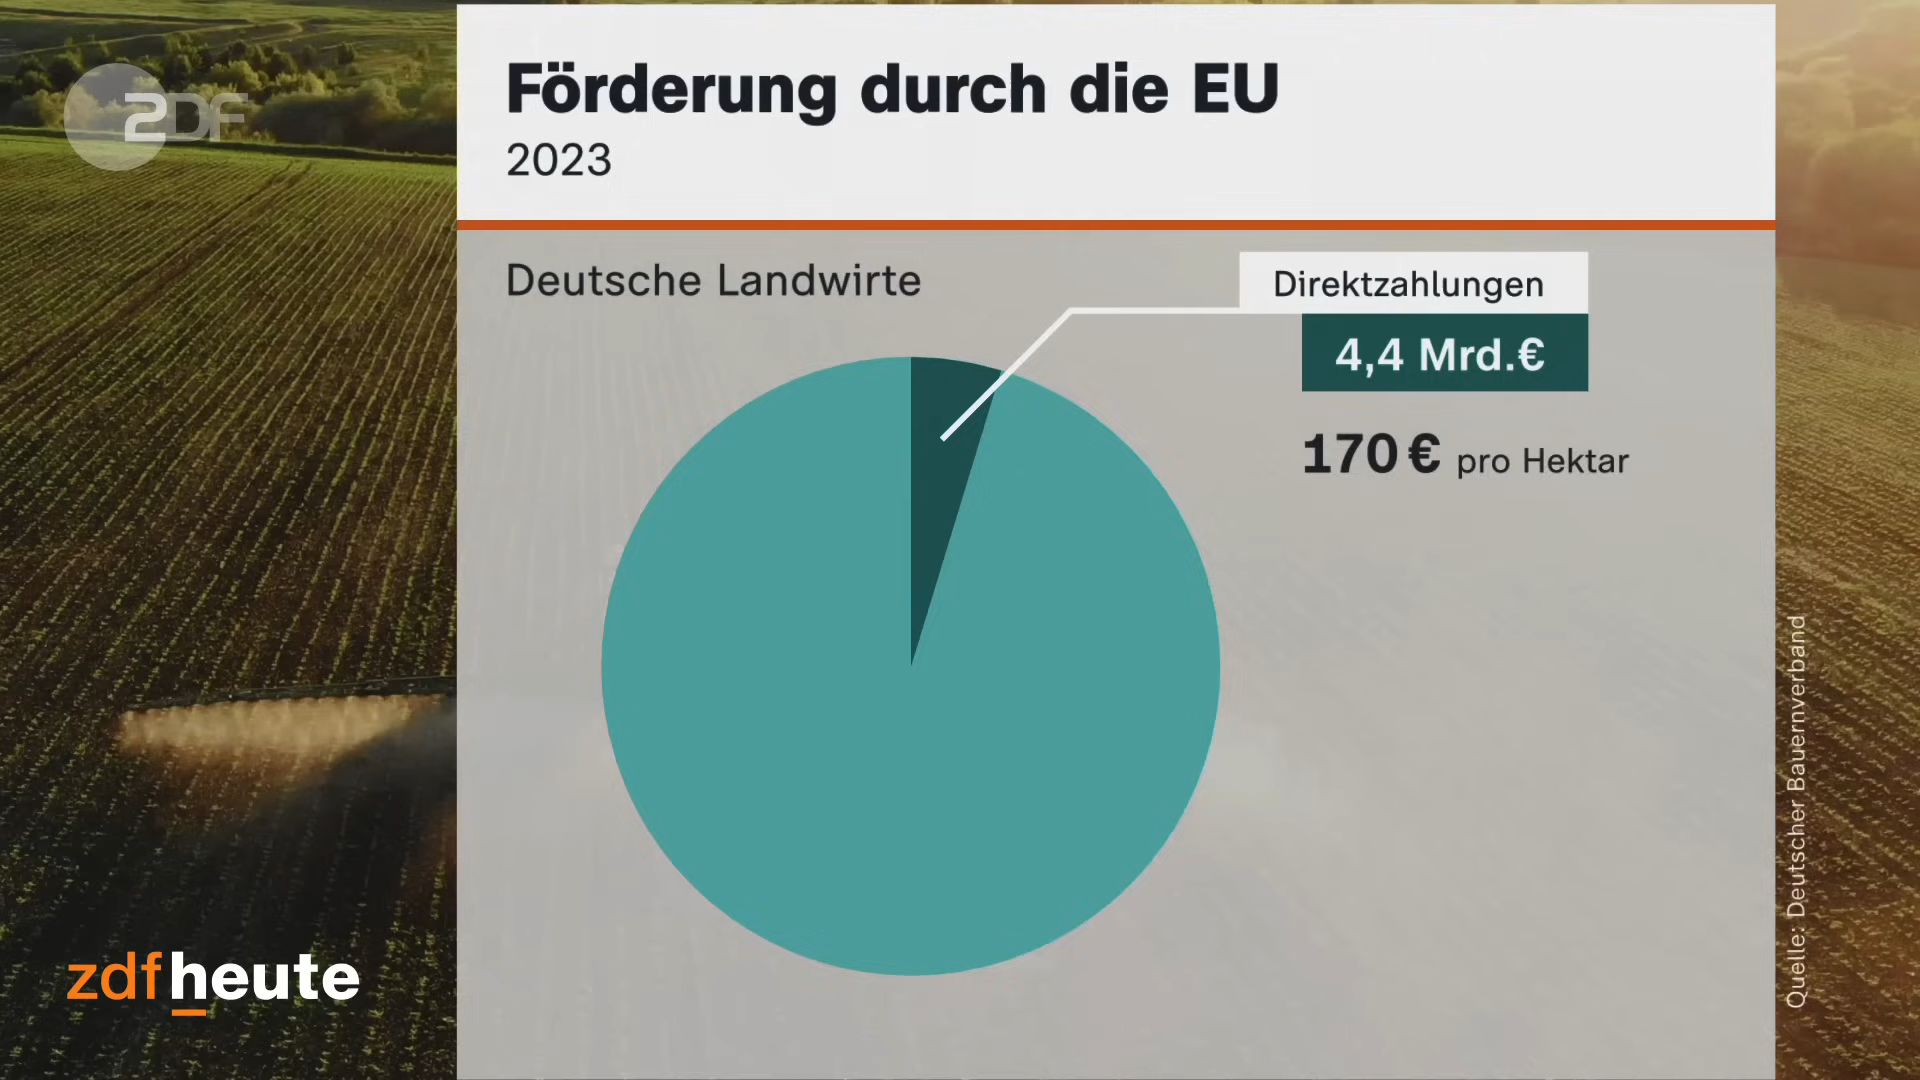 ZDF
Förderung durch die EU
2023
Deutsche Landwirte
Direktzahlungen
4,4 Mrd.€
170 € pro Hektar
Quelle: Deutscher Bauernverband
zdfheute